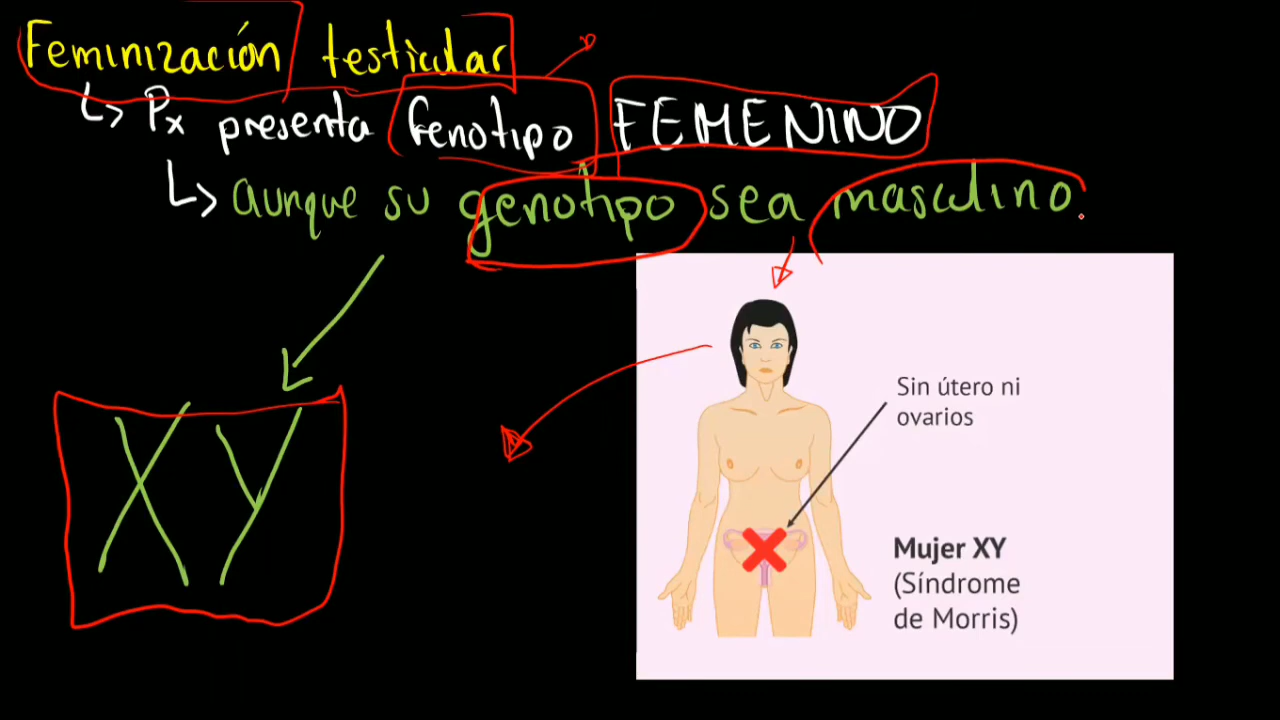 Feminización testicular
↳ Px presenta Genotipo FEMENINO
↳ aunque su genotipo sea masculino.
XY
Sin útero ni
ovarios
Mujer XY
(Síndrome
de Morris)